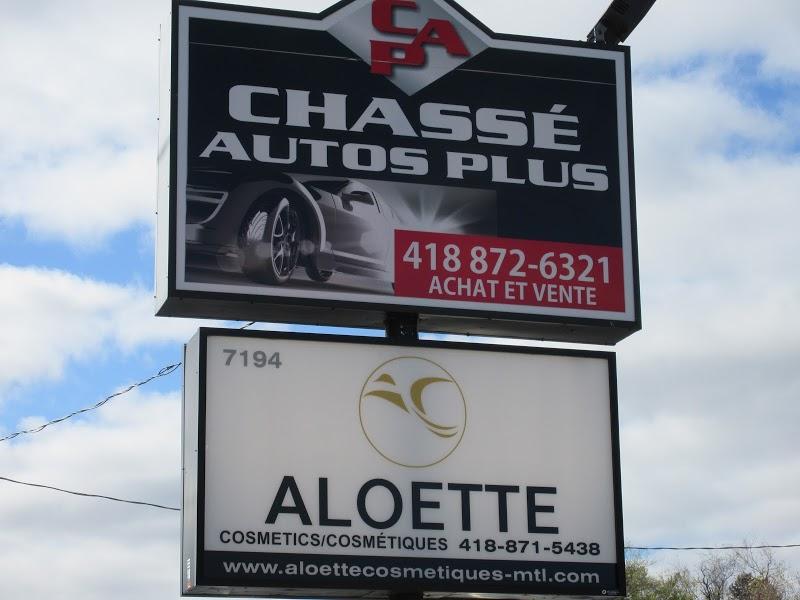 CAP
CHASSÉ
AUTOS PLUS
418 872-6321
ACHAT ET VENTE
7194
ALOETTE
COSMETICS/COSMÉTIQUES 418-871-5438
www.aloettecosmetiques-mtl.com